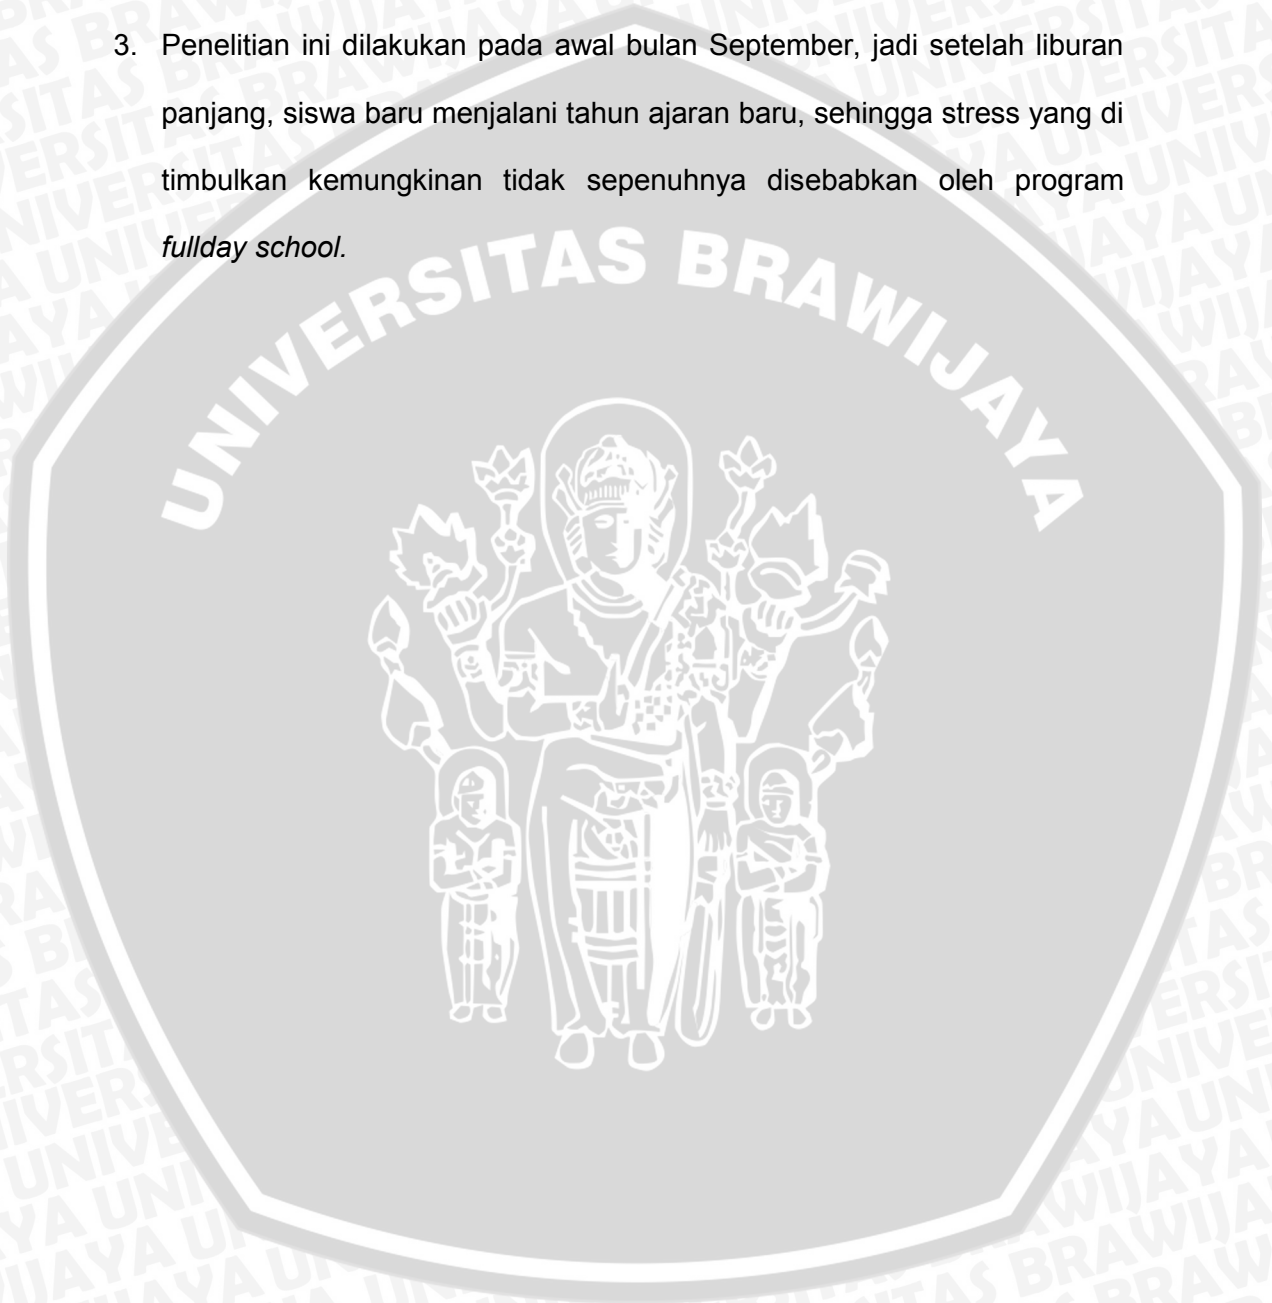 3. Penelitian ini dilakukan pada awal bulan September, jadi setelah liburan
panjang, siswa baru menjalani tahun ajaran baru, sehingga stress yang di
timbulkan kemungkinan tidak sepenuhnya disebabkan oleh program
fullday school.
UNIVERSITAS BRAWIJAYA